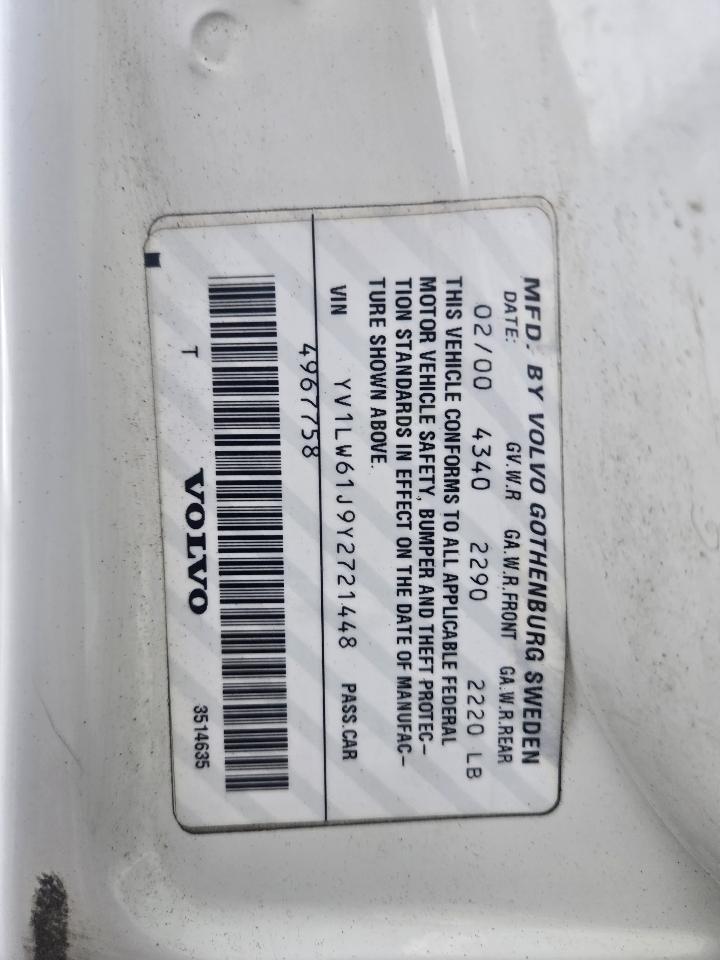 MFD. BY VOLVO GOTHENBURG SWEDEN
DATE: GV.W.R GA.W.R.FRONT GA.W.R.REAR
02/00 4340 2290 2220 LB
THIS VEHICLE CONFORMS TO ALL APPLICABLE FEDERAL
MOTOR VEHICLE SAFETY, BUMPER AND THEFT PROTEC-
TION STANDARDS IN EFFECT ON THE DATE OF MANUFAC-
TURE SHOWN ABOVE.
VIN YV1LW61J9Y2721448 PASS.CAR
4967758
T VOLVO 3514635